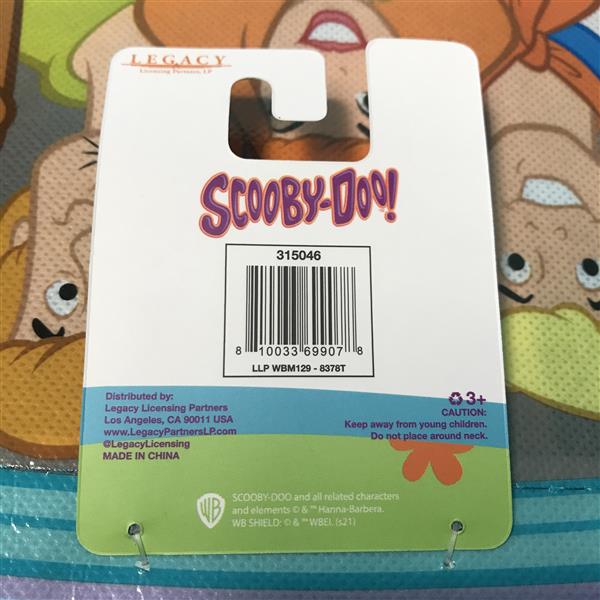 LEGACY
Licensing Partners, LP
SCOOBY-DOO!
315046
8 10033 69907 8
LLP WBM129 - 8378T
Distributed by:
Legacy Licensing Partners
Los Angeles, CA 90011 USA
www.LegacyPartnersLP.com
@LegacyLicensing
MADE IN CHINA
3+
CAUTION:
Keep away from young children.
Do not place around neck.
WB
SCOOBY-DOO and all related characters
and elements © & ™ Hanna-Barbera.
WB SHIELD: © & ™ WBEI. (s21)